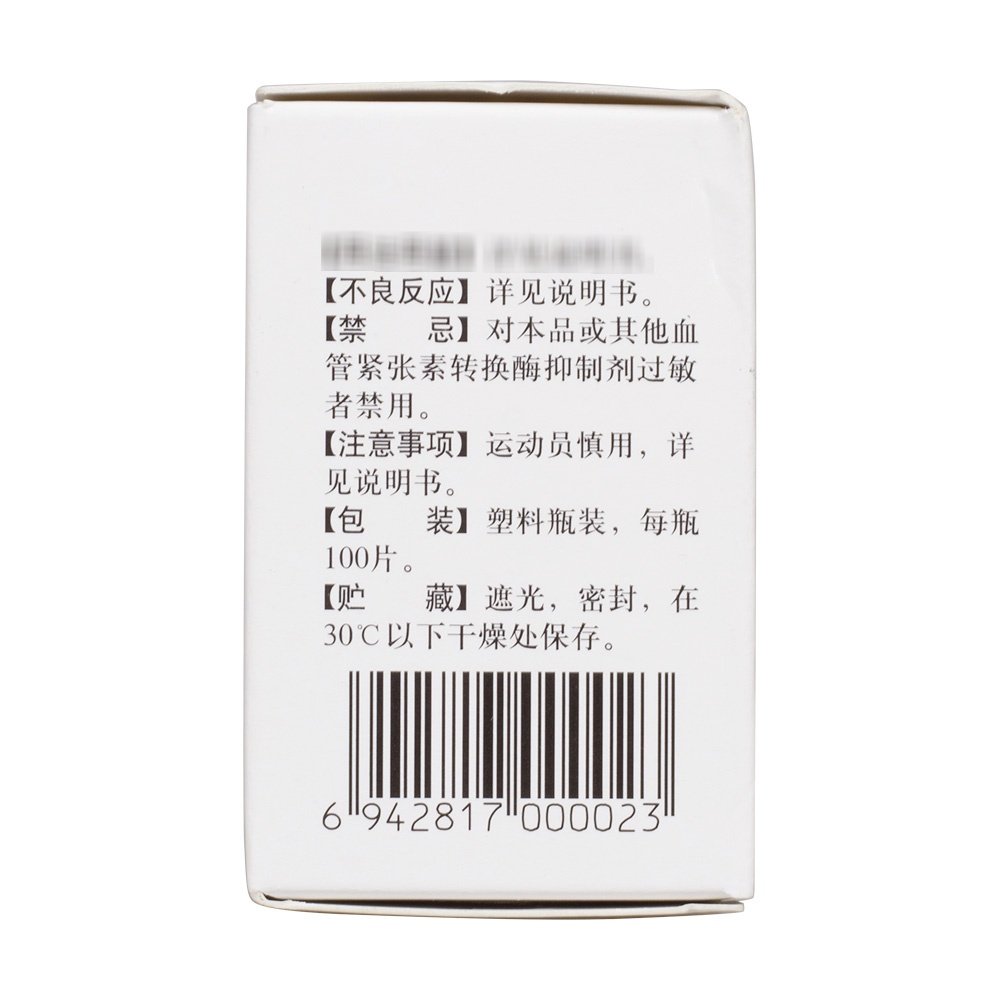 【不良反应】详见说明书。
【禁 忌】对本品或其他血
管紧张素转换酶抑制剂过敏
者禁用。
【注意事项】运动员慎用，详
见说明书。
【包 装】塑料瓶装，每瓶
100片。
【贮 藏】遮光，密封，在
30℃以下干燥处保存。
6 942817 000023